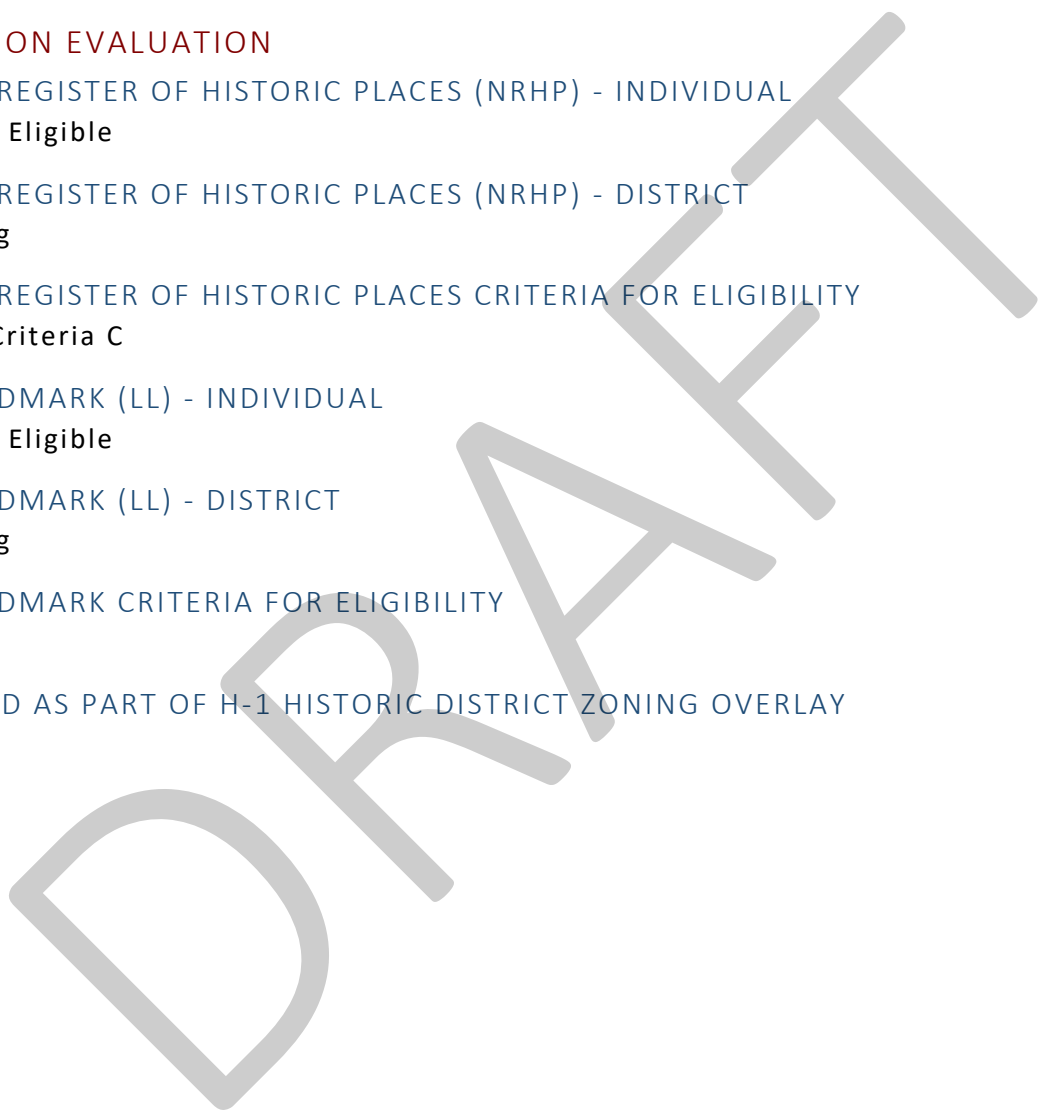 ON EVALUATION
REGISTER OF HISTORIC PLACES (NRHP) - INDIVIDUAL
Eligible
REGISTER OF HISTORIC PLACES (NRHP) - DISTRICT
g
REGISTER OF HISTORIC PLACES CRITERIA FOR ELIGIBILITY
Criteria C
DMARK (LL) - INDIVIDUAL
Eligible
DMARK (LL) - DISTRICT
g
DMARK CRITERIA FOR ELIGIBILITY
D AS PART OF H-1 HISTORIC DISTRICT ZONING OVERLAY
DRAFT